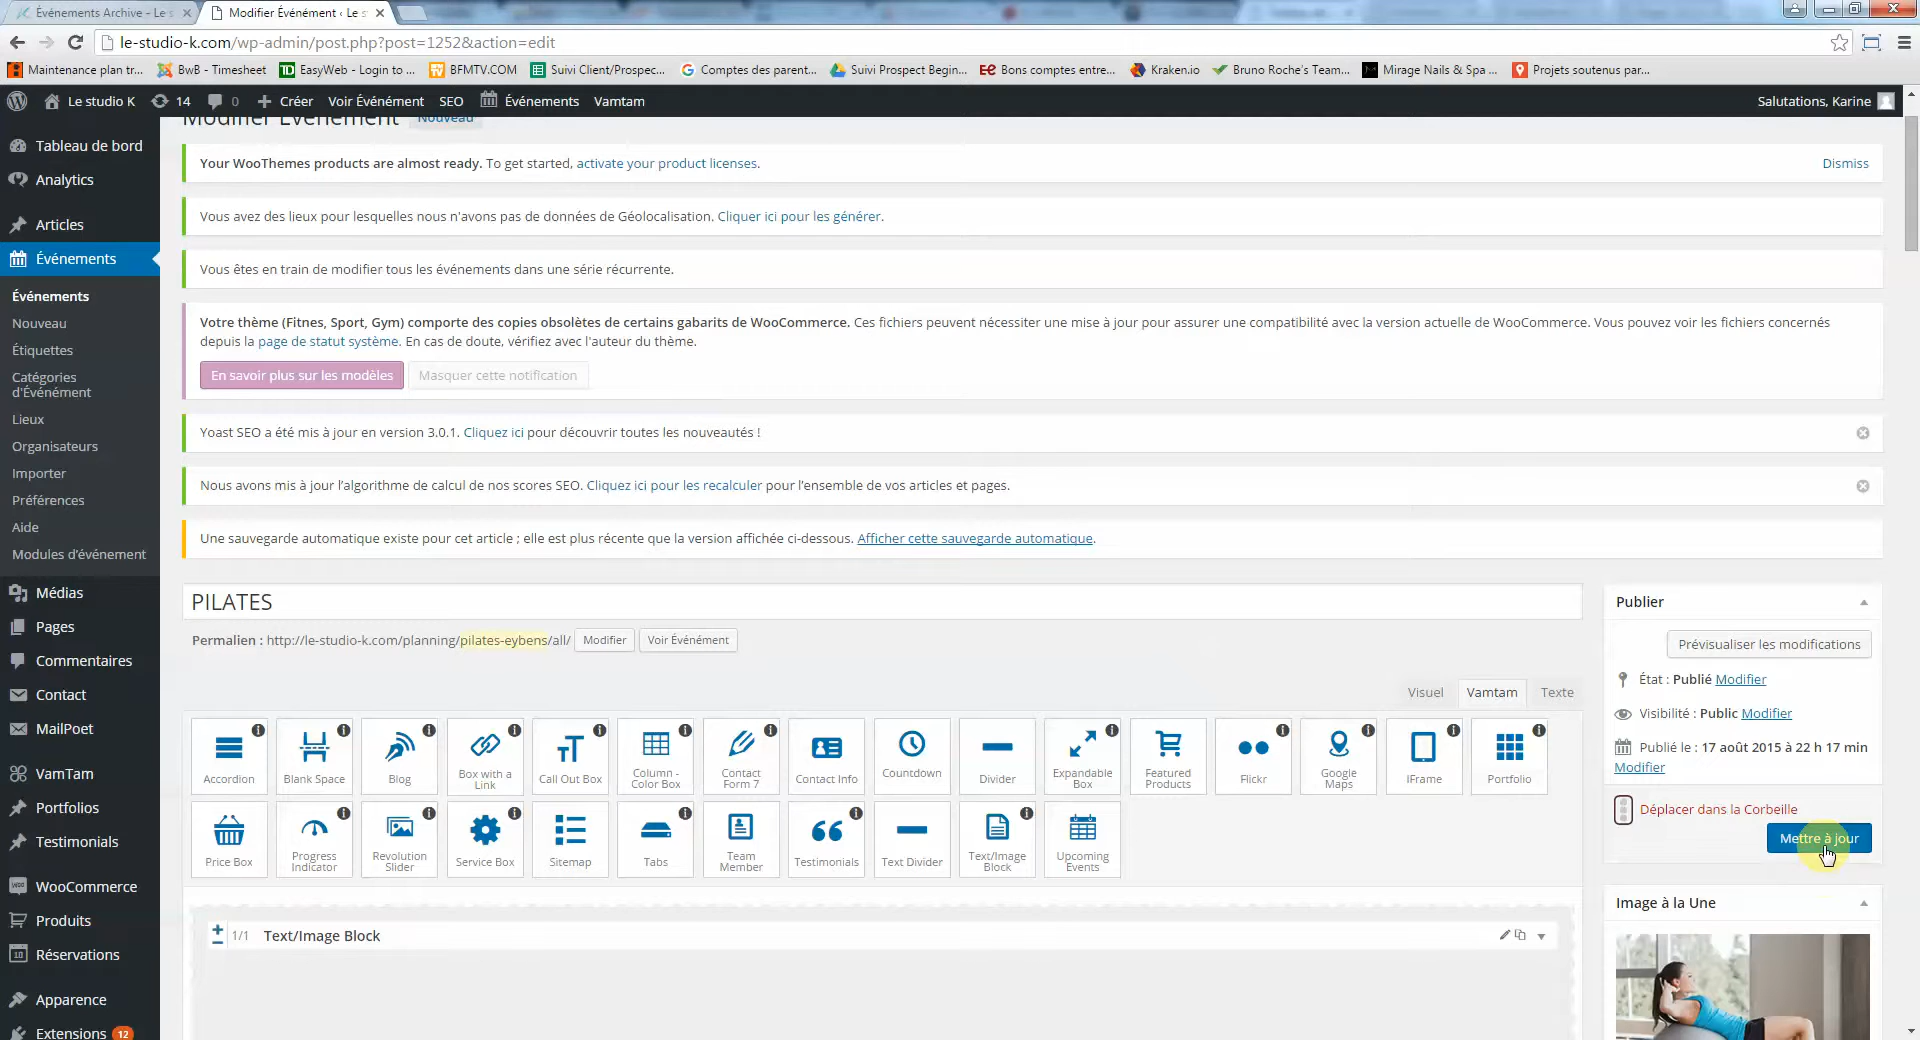 Événements Archive - Le s
Modifier Événément ‹ Le s
le-studio-k.com/wp-admin/post.php?post=1252&action=edit
Maintenance plan tr...
BwB - Timesheet
EasyWeb - Login to ...
BFMTV.COM
Suivi Client/Prospec...
Comptes des parent...
Suivi Prospect Begin...
Bons comptes entre...
Kraken.io
Bruno Roche's Team...
Mirage Nails & Spa ...
Projets soutenus par...
Le studio K
14
0
Créer
Voir Événément
SEO
Événements
Vamtam
Salutations, Karine
Modifier Événément
Nouveau
Tableau de bord
Analytics
Articles
Événements
Événements
Nouveau
Étiquettes
Catégories
d'Événément
Lieux
Organisateurs
Importer
Préférences
Aide
Modules d'événement
Médias
Pages
Commentaires
Contact
MailPoet
VamTam
Portfolios
Testimonials
WooCommerce
Produits
Réservations
Apparence
Extensions 12
Your WooThemes products are almost ready. To get started, activate your product licenses.
Dismiss
Vous avez des lieux pour lesquelles nous n'avons pas de données de Géolocalisation. Cliquer ici pour les générer.
Vous êtes en train de modifier tous les événements dans une série récurrente.
Votre thème (Fitnes, Sport, Gym) comporte des copies obsolètes de certains gabarits de WooCommerce. Ces fichiers peuvent nécessiter une mise à jour pour assurer une compatibilité avec la version actuelle de WooCommerce. Vous pouvez voir les fichiers concernés
depuis la page de statut système. En cas de doute, vérifiez avec l'auteur du thème.
En savoir plus sur les modèles
Masquer cette notification
Yoast SEO a été mis à jour en version 3.0.1. Cliquez ici pour découvrir toutes les nouveautés !
Nous avons mis à jour l'algorithme de calcul de nos scores SEO. Cliquez ici pour les recalculer pour l'ensemble de vos articles et pages.
Une sauvegarde automatique existe pour cet article ; elle est plus récente que la version affichée ci-dessous. Afficher cette sauvegarde automatique.
PILATES
Permalien : http://le-studio-k.com/planning/pilates-eybens/all/
Modifier
Voir Événément
Visuel
Vamtam
Texte
Accordion
Blank Space
Blog
Box with a
Link
Call Out Box
Column -
Color Box
Contact
Form 7
Contact Info
Countdown
Divider
Expandable
Box
Featured
Products
Flickr
Google
Maps
IFrame
Portfolio
Price Box
Progress
Indicator
Revolution
Slider
Service Box
Sitemap
Tabs
Team
Member
Testimonials
Text Divider
Text/Image
Block
Upcoming
Events
1/1
Text/Image Block
Publier
Prévisualiser les modifications
État : Publié Modifier
Visibilité : Public Modifier
Publié le : 17 août 2015 à 22 h 17 min
Modifier
Déplacer dans la Corbeille
Mettre à jour
Image à la Une